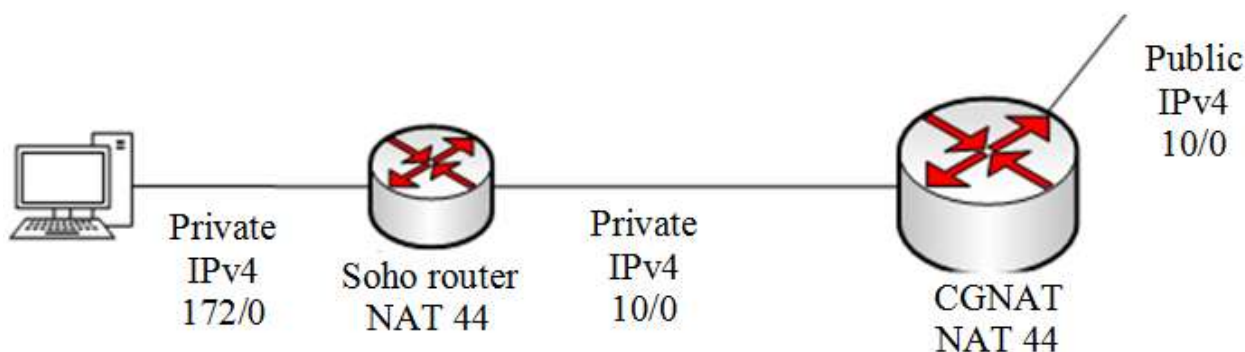 Private
IPv4
172/0
Soho router
NAT 44
Private
IPv4
10/0
CGNAT
NAT 44
Public
IPv4
10/0